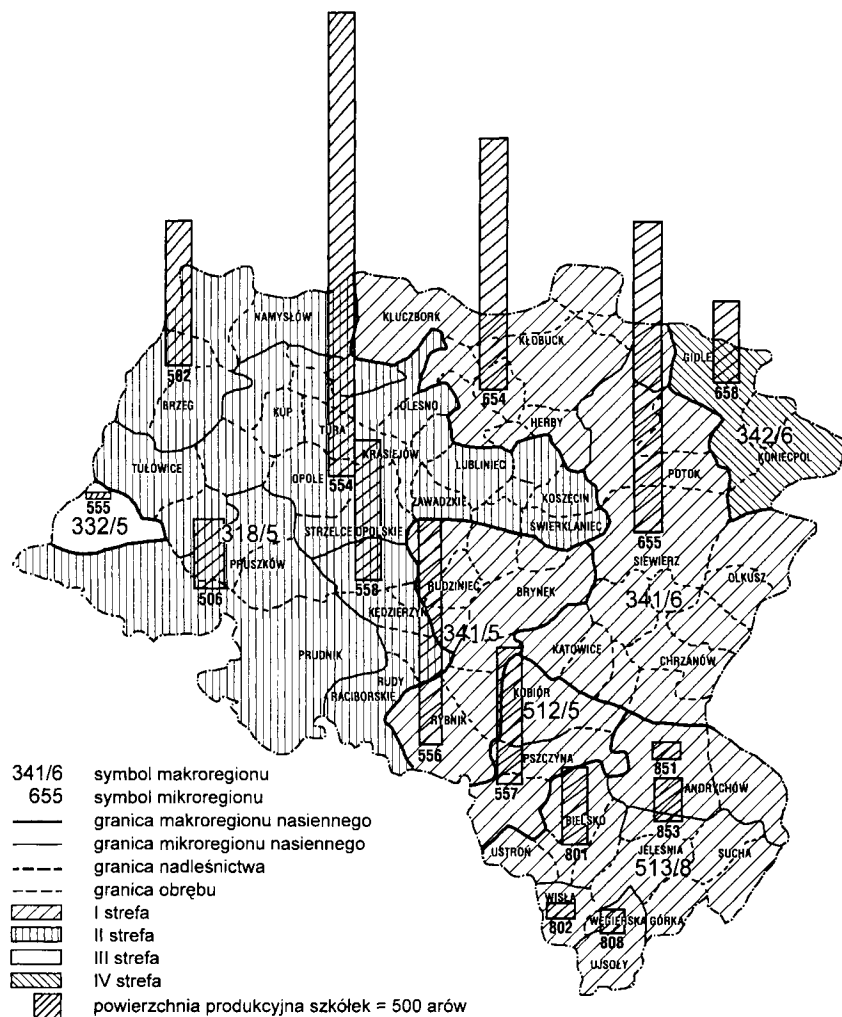 NAMYSŁÓW
KLUCZBORK
KŁOBUCK
GIDLE
502
BRZEG
KUP
TURA
OLESNO
654
658
HERBY
342/6
KONIECPOL
TUŁOWICE
KRASIEJÓW
LUBLINIEC
POTOK
OPOLE
554
ZAWADZKIE
KOSZĘCIN
555
332/5
318/5
STRZELCE OPOLSKIE
ŚWIERKLANIEC
655
SIEWIERZ
PRUSZKÓW
506
558
RUDZINIEC
BRYNEK
OLKUSZ
341/6
KĘDZIERZYN
341/5
PRUDNIK
KATOWICE
CHRZANÓW
RUDY
RACIBORSKIE
KOBIÓR
512/5
RYBNIK
556
PSZCZYNA
557
851
ANDRYCHÓW
BIELSKO
853
801
USTROŃ
JELEŚNIA
SUCHA
513/8
WISŁA
802
WĘGIERSKA GÓRKA
808
UJSOŁY
341/6 symbol makroregionu
655 symbol mikroregionu
granica makroregionu nasiennego
granica mikroregionu nasiennego
granica nadleśnictwa
granica obrębu
I strefa
II strefa
III strefa
IV strefa
powierzchnia produkcyjna szkółek = 500 arów